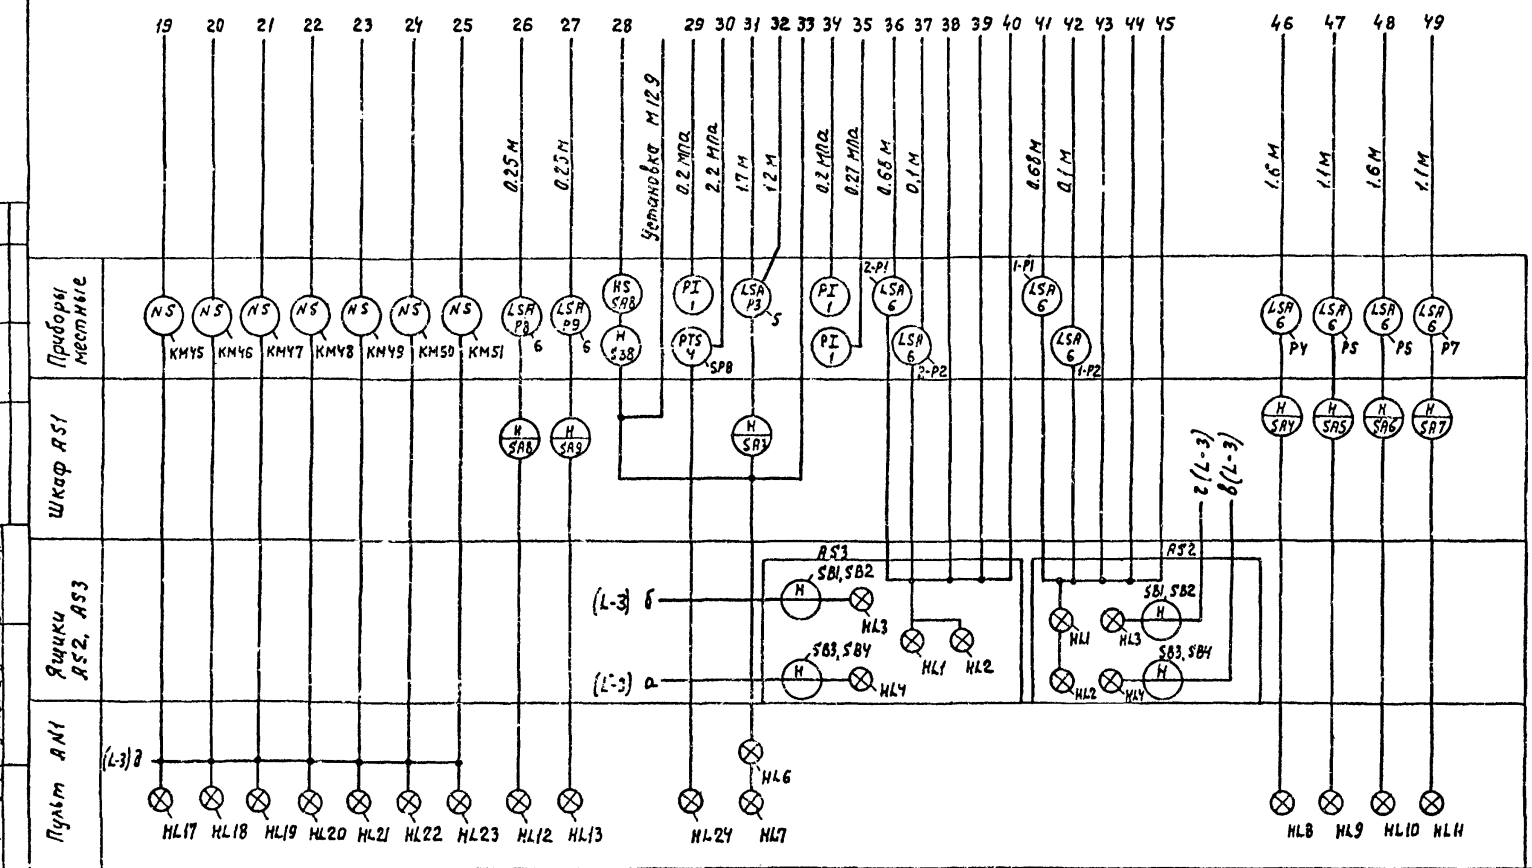 19 20 21 22 23 24 25 26 27 28 29 30 31 32 33 34 35 36 37 38 39 40 41 42 43 44 45 46 47 48 49
0.25м
0.25м
Установка М 12.9
0.2 мпа
2.2 мпа
1.7 м
1.2 м
0.2 мпа
0.27 мпа
0.68 м
0,1 м
0.68 м
0,1 м
1.6 м
1.1 м
1.6 м
1.1 м
Приборы
местные
NS KM45
NS KM46
NS KM47
NS KM48
NS KM49
NS KM50
NS KM51
LSA P8 6
LSA P9 6
HS SA8
H S38
PI 1
PTS 4 SP8
LSA P3 5
PI 1
PI 1
2-P1 LSA 6
LSA 6 2-P2
1-P1 LSA 6
LSA 6 1-P2
LSA 6 P4
LSA 6 P5
LSA 6 P6
LSA 6 P7
Шкаф AS1
H SA8
H SA9
H SA3
г (L-3)
в (L-3)
H SA4
H SA5
H SA6
H SA7
Ящики
AS2, AS3
AS3
(L-3) б
H SB1, SB2
HL3
(L-3) а
H SB3, SB4
HL4
HL1
HL2
AS2
HL1
HL3
SB1, SB2
H
HL2
HL4
SB3, SB4
H
Пульт AN1
(L-3) д
HL6
HL17
HL18
HL19
HL20
HL21
HL22
HL23
HL12
HL13
HL24
HL7
HL8
HL9
HL10
HL11